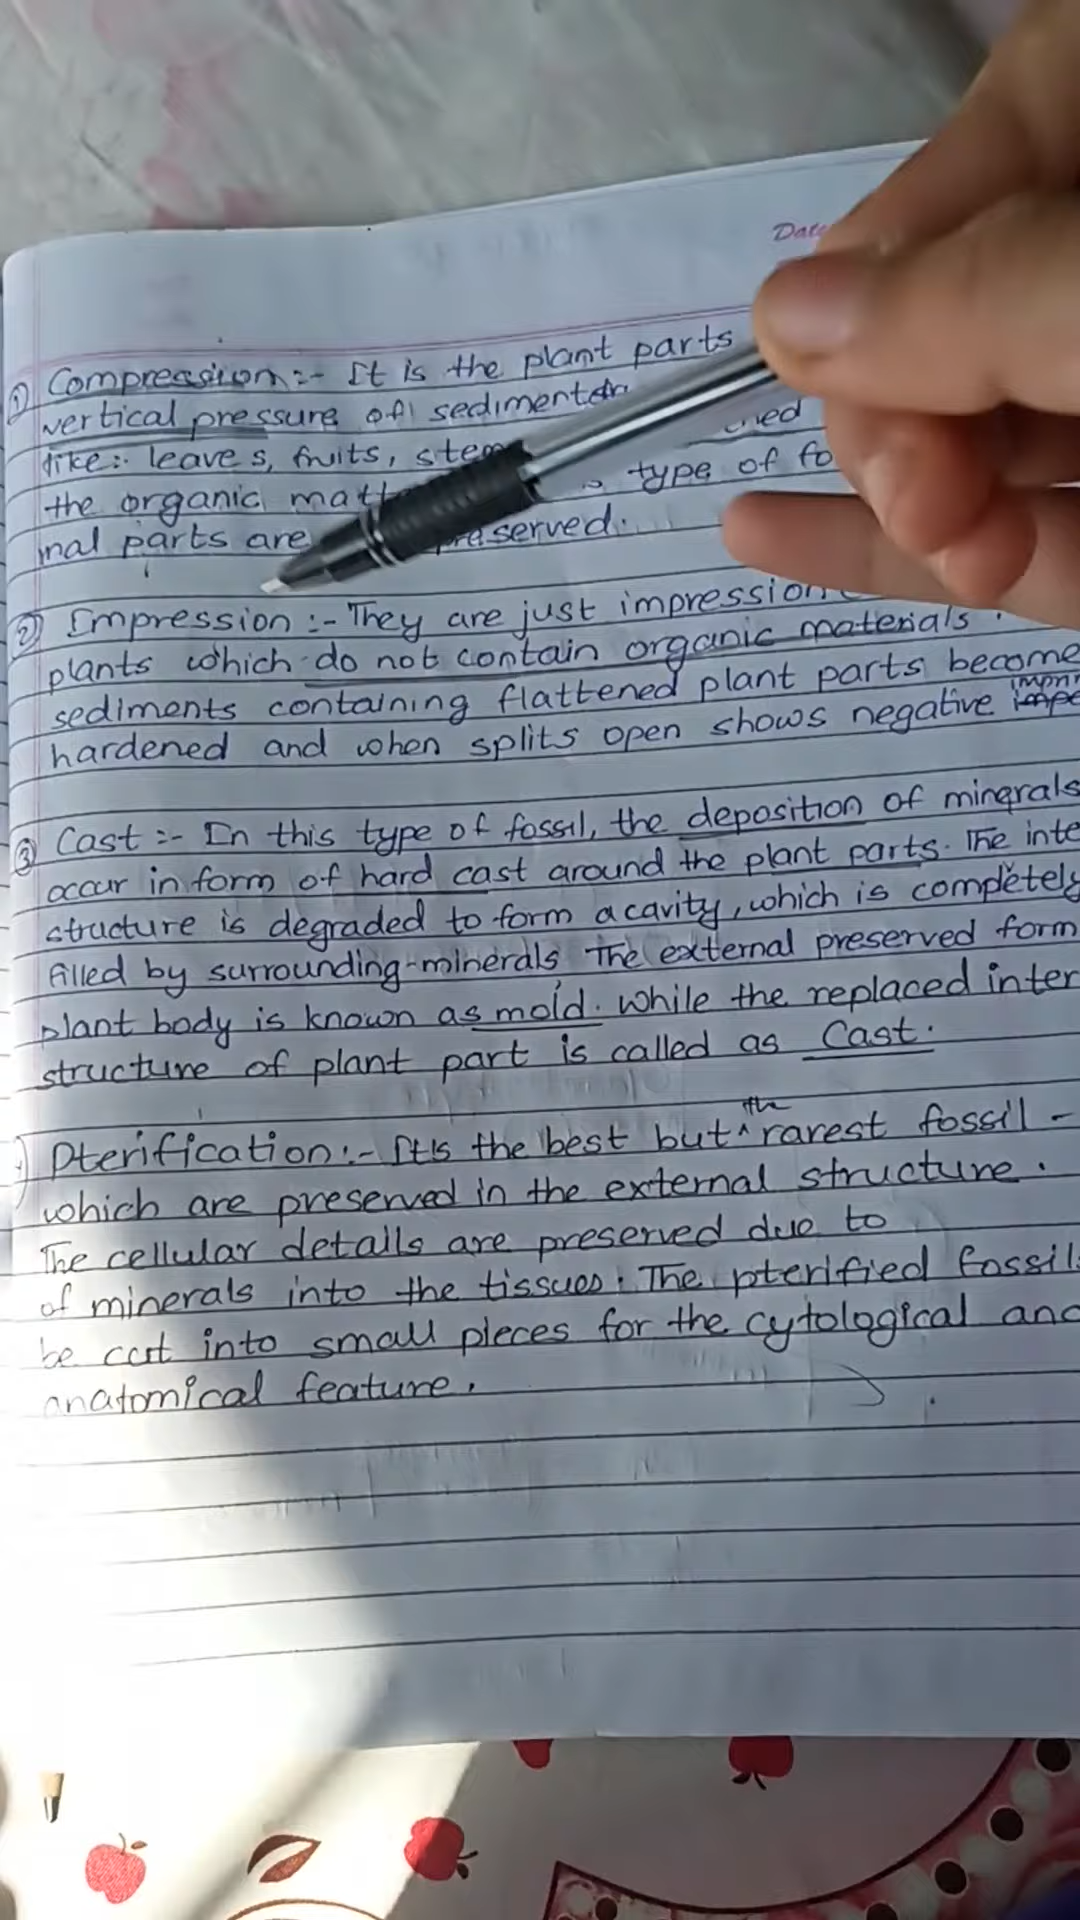 Date
① Compression :- It is the plant parts
vertical pressure of sedimentar
like :- leaves, fruits, stem
the organic matt type of fo
mal parts are preserved.
② Impression :- They are just impression
plants which do not contain organic materials.
sediments containing flattened plant parts become
hardened and when splits open shows negative
③ Cast :- In this type of fossil, the deposition of minerals
occur in form of hard cast around the plant parts. The inte
structure is degraded to form a cavity, which is completely
filled by surrounding minerals The external preserved form
plant body is known as mold. While the replaced inter
structure of plant part is called as Cast.
Pterification :- It's the best but the rarest fossil -
which are preserved in the external structure.
The cellular details are preserved due to
of minerals into the tissues. The pterified fossils
be cut into small pieces for the cytological and
anatomical feature.